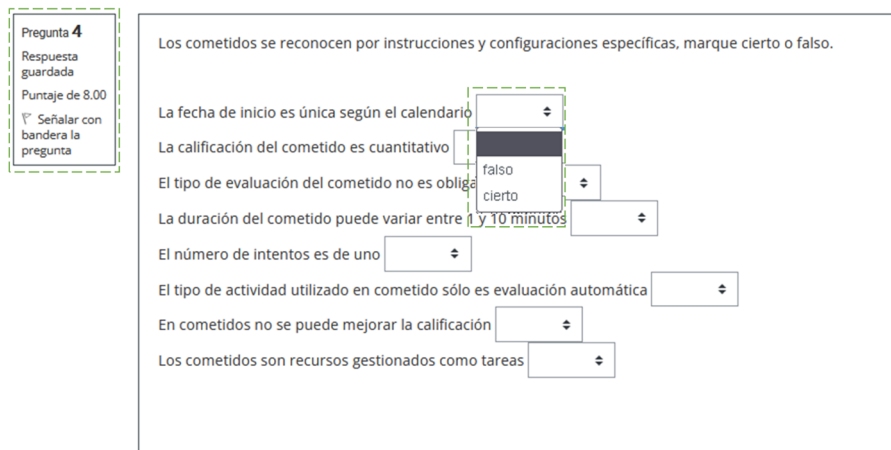 Pregunta 4
Respuesta
guardada
Puntaje de 8.00
Señalar con
bandera la
pregunta
Los cometidos se reconocen por instrucciones y configuraciones específicas, marque cierto o falso.
La fecha de inicio es única según el calendario
La calificación del cometido es cuantitativo
falso
El tipo de evaluación del cometido no es obliga
cierto
La duración del cometido puede variar entre 1 y 10 minutos
El número de intentos es de uno
El tipo de actividad utilizado en cometido sólo es evaluación automática
En cometidos no se puede mejorar la calificación
Los cometidos son recursos gestionados como tareas